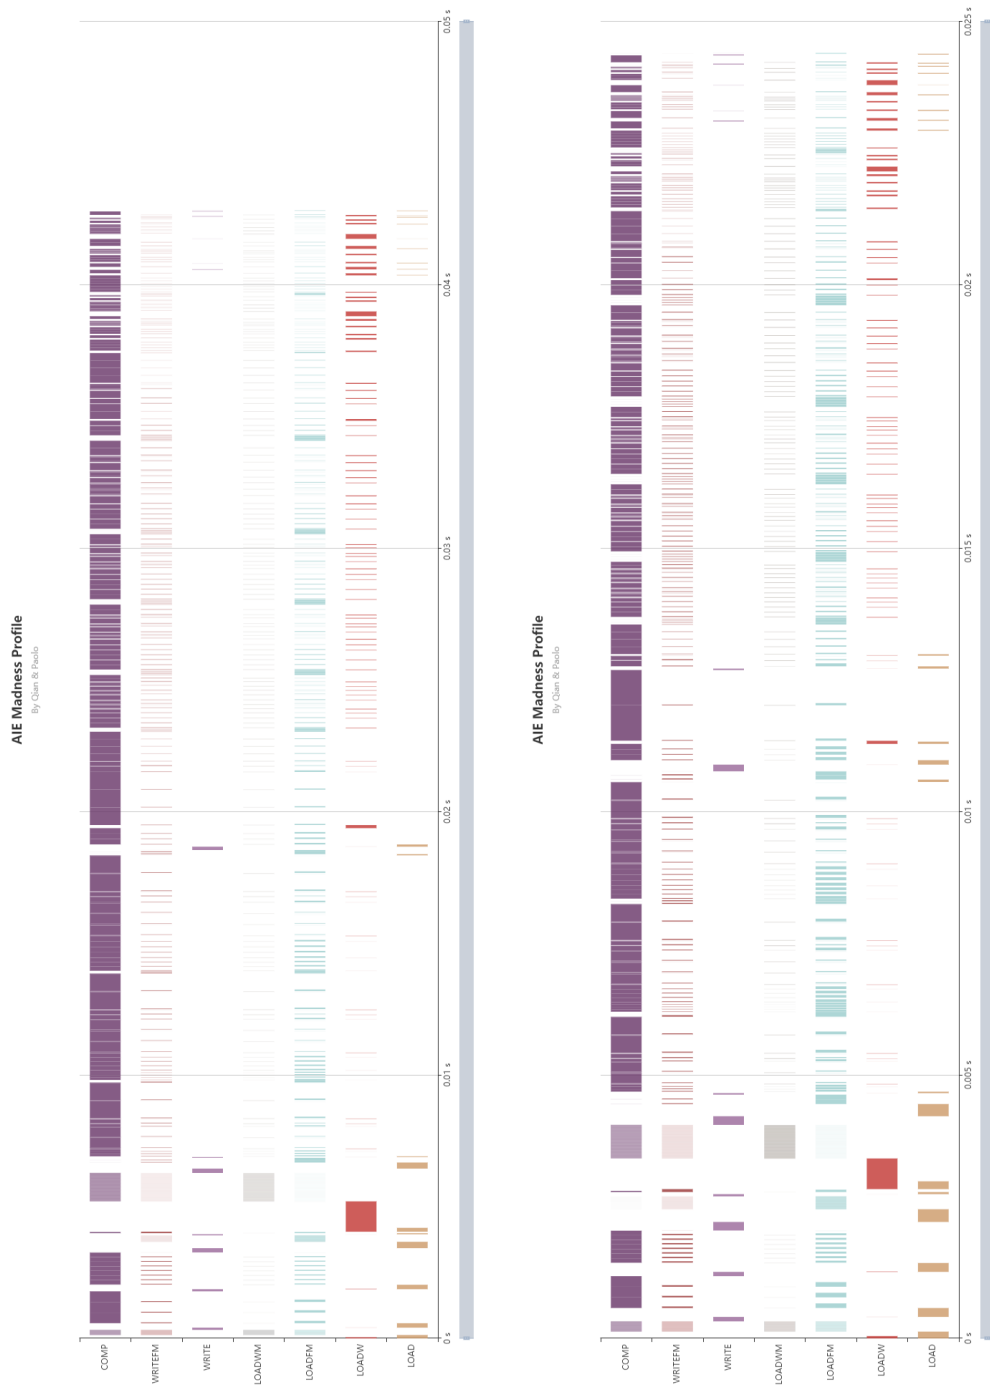 AIE Madness Profile
By Qian & Paolo
0.05 s
0.04 s
0.03 s
0.02 s
0.01 s
0 s
COMP
WRITEFM
WRITE
LOADWM
LOADFM
LOADW
LOAD
AIE Madness Profile
By Qian & Paolo
0.025 s
0.02 s
0.015 s
0.01 s
0.005 s
0 s
COMP
WRITEFM
WRITE
LOADWM
LOADFM
LOADW
LOAD